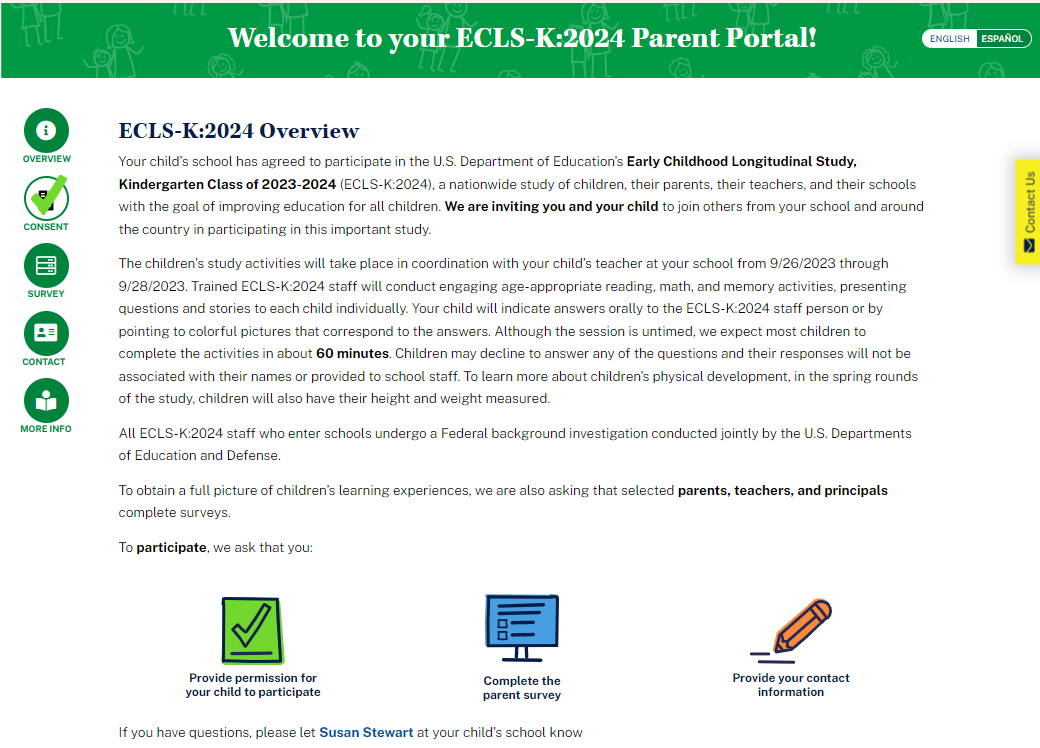 Welcome to your ECLS-K:2024 Parent Portal!
ENGLISH ESPAÑOL
OVERVIEW
CONSENT
SURVEY
CONTACT
MORE INFO
ECLS-K:2024 Overview
Your child's school has agreed to participate in the U.S. Department of Education's Early Childhood Longitudinal Study,
Kindergarten Class of 2023-2024 (ECLS-K:2024), a nationwide study of children, their parents, their teachers, and their schools
with the goal of improving education for all children. We are inviting you and your child to join others from your school and around
the country in participating in this important study.
The children's study activities will take place in coordination with your child's teacher at your school from 9/26/2023 through
9/28/2023. Trained ECLS-K:2024 staff will conduct engaging age-appropriate reading, math, and memory activities, presenting
questions and stories to each child individually. Your child will indicate answers orally to the ECLS-K:2024 staff person or by
pointing to colorful pictures that correspond to the answers. Although the session is untimed, we expect most children to
complete the activities in about 60 minutes. Children may decline to answer any of the questions and their responses will not be
associated with their names or provided to school staff. To learn more about children's physical development, in the spring rounds
of the study, children will also have their height and weight measured.
All ECLS-K:2024 staff who enter schools undergo a Federal background investigation conducted jointly by the U.S. Departments
of Education and Defense.
To obtain a full picture of children's learning experiences, we are also asking that selected parents, teachers, and principals
complete surveys.
To participate, we ask that you:
Provide permission for
your child to participate
Complete the
parent survey
Provide your contact
information
If you have questions, please let Susan Stewart at your child's school know
Contact Us